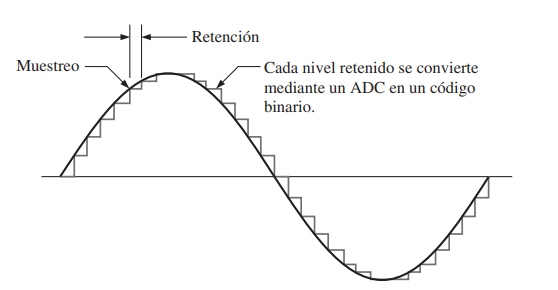 Retención
Muestreo
Cada nivel retenido se convierte
mediante un ADC en un código
binario.